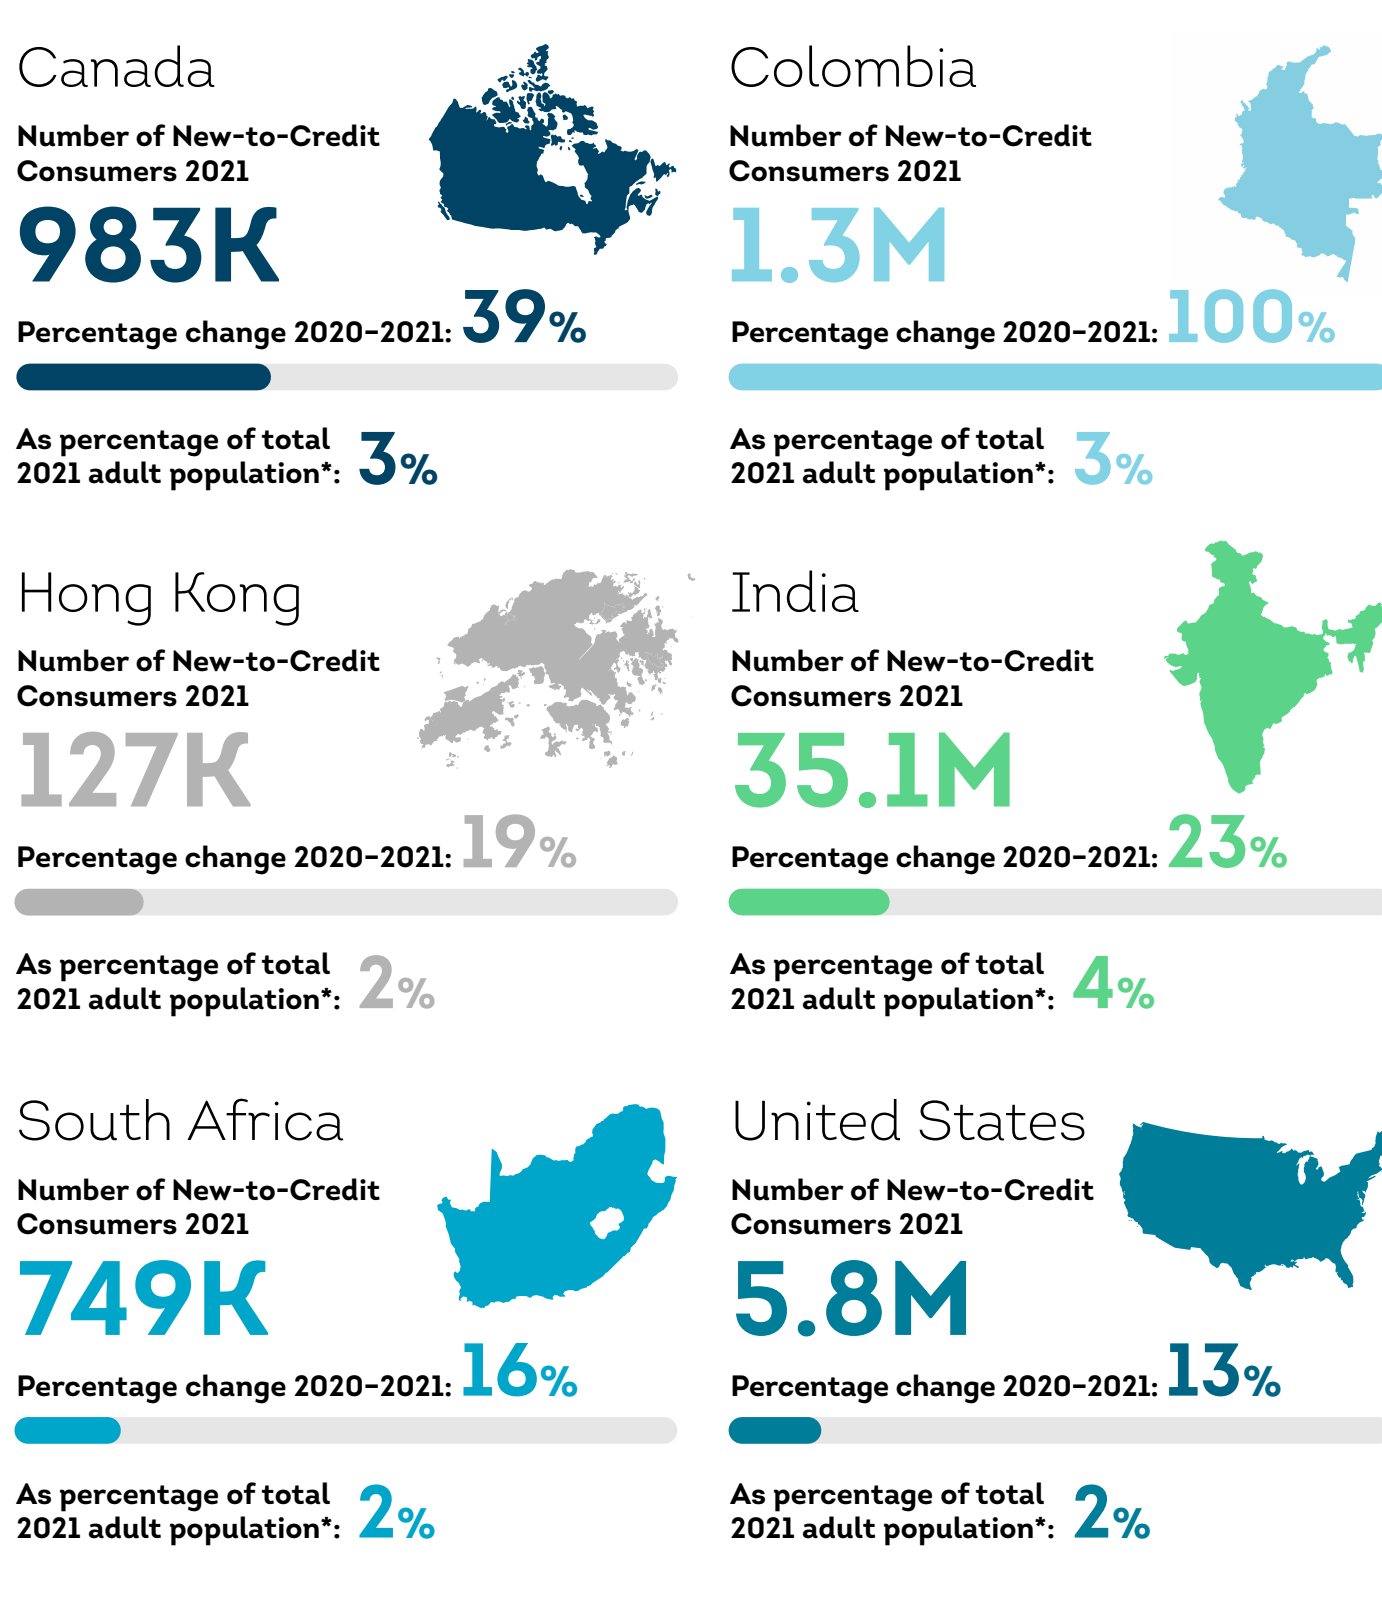 Canada
Number of New-to-Credit
Consumers 2021
983K
Percentage change 2020–2021: 39%
As percentage of total
2021 adult population*: 3%
Colombia
Number of New-to-Credit
Consumers 2021
1.3M
Percentage change 2020–2021: 100%
As percentage of total
2021 adult population*: 3%
Hong Kong
Number of New-to-Credit
Consumers 2021
127K
Percentage change 2020–2021: 19%
As percentage of total
2021 adult population*: 2%
India
Number of New-to-Credit
Consumers 2021
35.1M
Percentage change 2020–2021: 23%
As percentage of total
2021 adult population*: 4%
South Africa
Number of New-to-Credit
Consumers 2021
749K
Percentage change 2020–2021: 16%
As percentage of total
2021 adult population*: 2%
United States
Number of New-to-Credit
Consumers 2021
5.8M
Percentage change 2020–2021: 13%
As percentage of total
2021 adult population*: 2%